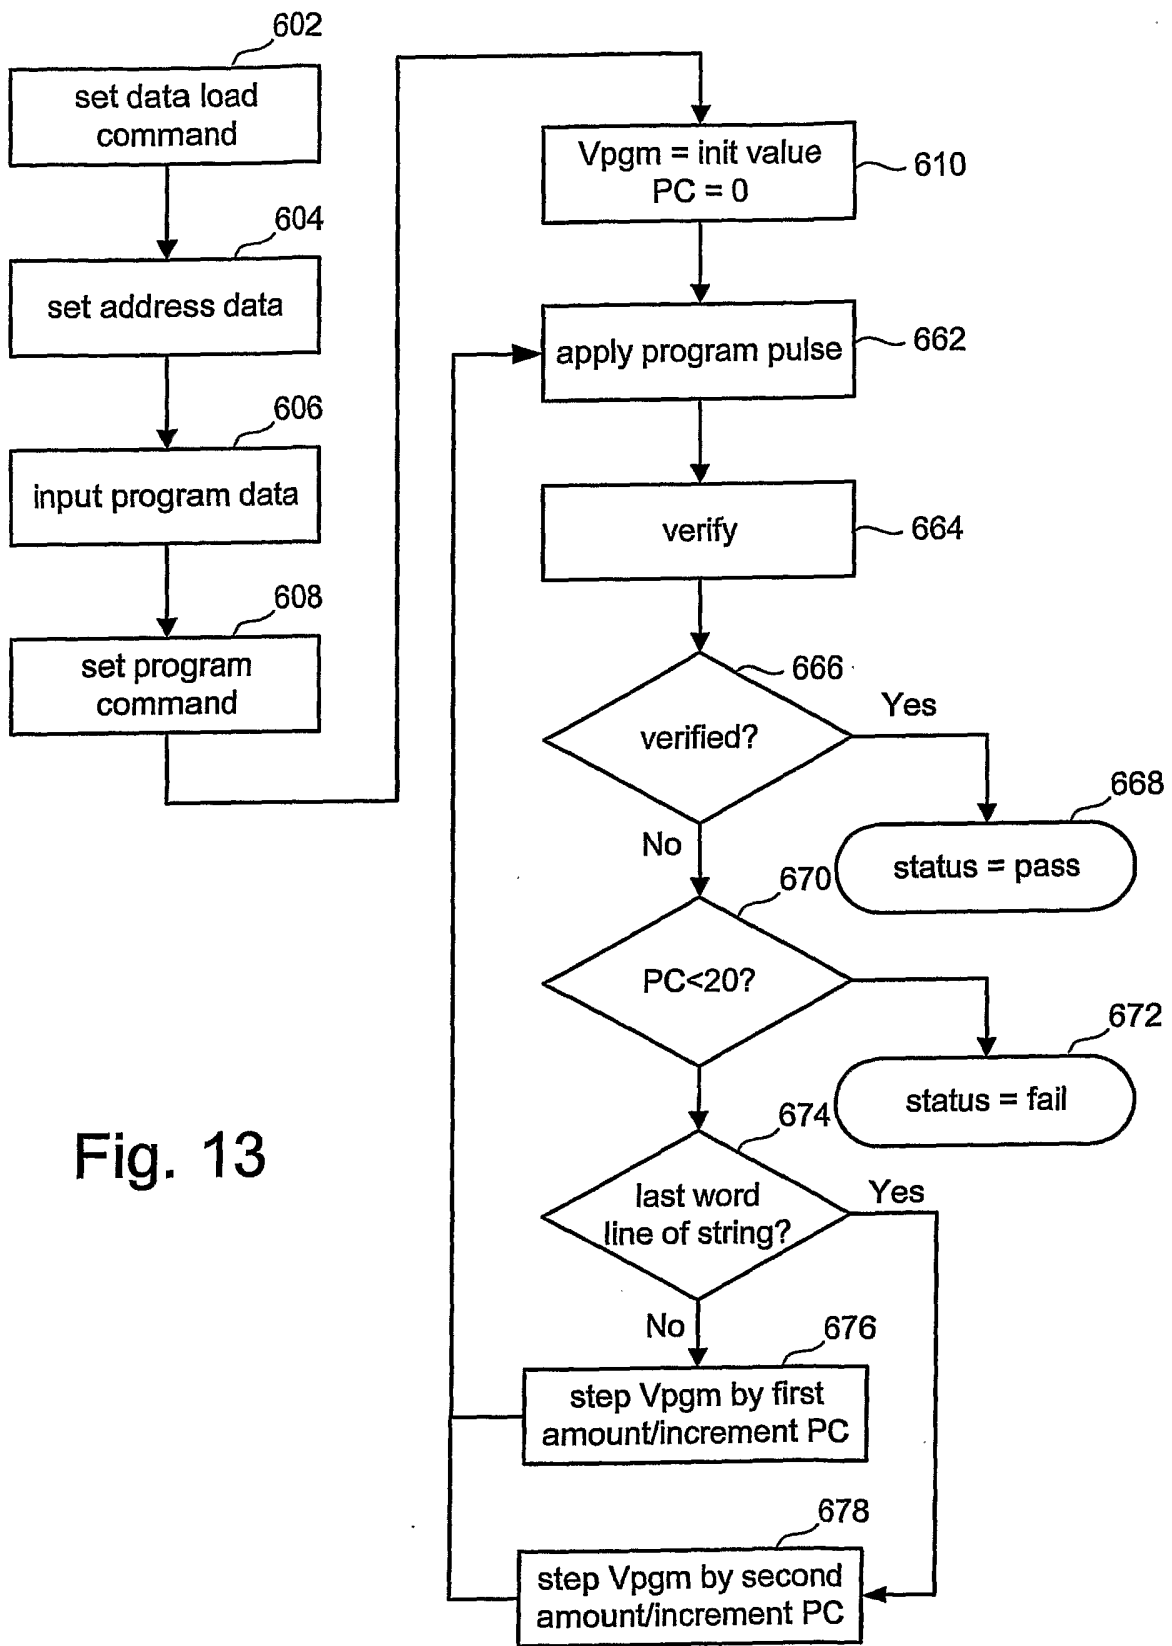 602
set data load
command
604
set address data
606
input program data
608
set program
command
Vpgm = init value
PC = 0
610
apply program pulse
662
verify
664
666
verified?
Yes
668
status = pass
No
670
PC<20?
672
status = fail
674
last word
line of string?
Yes
No
676
step Vpgm by first
amount/increment PC
678
step Vpgm by second
amount/increment PC
Fig. 13